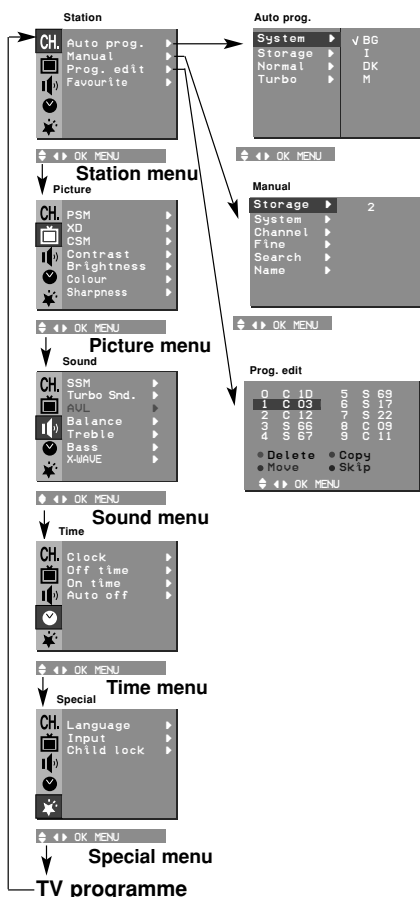 Station
CH.
Auto prog.
Manual
Prog. edit
Favourite
OK MENU
Station menu
Auto prog.
System
Storage
Normal
Turbo
√ BG
I
DK
M
OK MENU
Manual
Storage 2
System
Channel
Fine
Search
Name
OK MENU
Prog. edit
0 C 1D 5 S 69
1 C 03 6 S 17
2 C 12 7 S 22
3 S 66 8 C 09
4 S 67 9 C 11
Delete Copy
Move Skip
OK MENU
Picture
CH.
PSM
XD
CSM
Contrast
Brightness
Colour
Sharpness
OK MENU
Picture menu
Sound
CH.
SSM
Turbo Snd.
AVL
Balance
Treble
Bass
X-WAVE
OK MENU
Sound menu
Time
CH.
Clock
Off time
On time
Auto off
OK MENU
Time menu
Special
CH.
Language
Input
Child lock
OK MENU
Special menu
TV programme